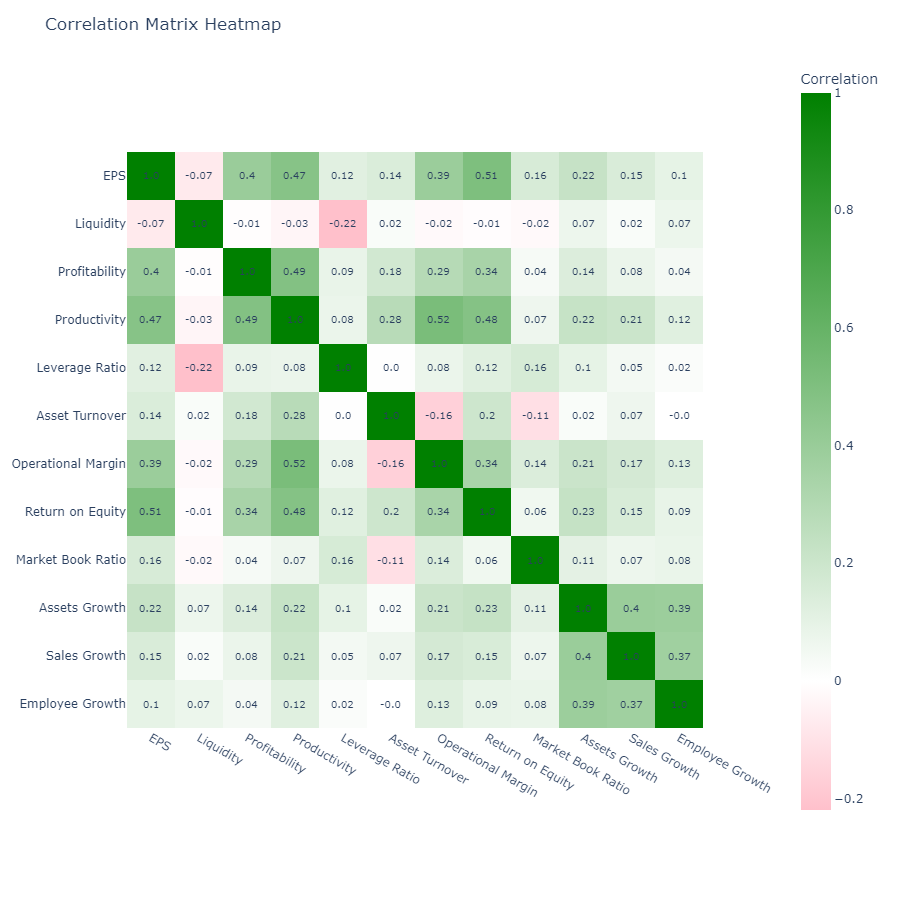 Correlation Matrix Heatmap
Correlation
1
0.8
0.6
0.4
0.2
0
−0.2
EPS 1.0 -0.07 0.4 0.47 0.12 0.14 0.39 0.51 0.16 0.22 0.15 0.1
Liquidity -0.07 1.0 -0.01 -0.03 -0.22 0.02 -0.02 -0.01 -0.02 0.07 0.02 0.07
Profitability 0.4 -0.01 1.0 0.49 0.09 0.18 0.29 0.34 0.04 0.14 0.08 0.04
Productivity 0.47 -0.03 0.49 1.0 0.08 0.28 0.52 0.48 0.07 0.22 0.21 0.12
Leverage Ratio 0.12 -0.22 0.09 0.08 1.0 0.0 0.08 0.12 0.16 0.1 0.05 0.02
Asset Turnover 0.14 0.02 0.18 0.28 0.0 1.0 -0.16 0.2 -0.11 0.02 0.07 -0.0
Operational Margin 0.39 -0.02 0.29 0.52 0.08 -0.16 1.0 0.34 0.14 0.21 0.17 0.13
Return on Equity 0.51 -0.01 0.34 0.48 0.12 0.2 0.34 1.0 0.06 0.23 0.15 0.09
Market Book Ratio 0.16 -0.02 0.04 0.07 0.16 -0.11 0.14 0.06 1.0 0.11 0.07 0.08
Assets Growth 0.22 0.07 0.14 0.22 0.1 0.02 0.21 0.23 0.11 1.0 0.4 0.39
Sales Growth 0.15 0.02 0.08 0.21 0.05 0.07 0.17 0.15 0.07 0.4 1.0 0.37
Employee Growth 0.1 0.07 0.04 0.12 0.02 -0.0 0.13 0.09 0.08 0.39 0.37 1.0
EPS
Liquidity
Profitability
Productivity
Leverage Ratio
Asset Turnover
Operational Margin
Return on Equity
Market Book Ratio
Assets Growth
Sales Growth
Employee Growth